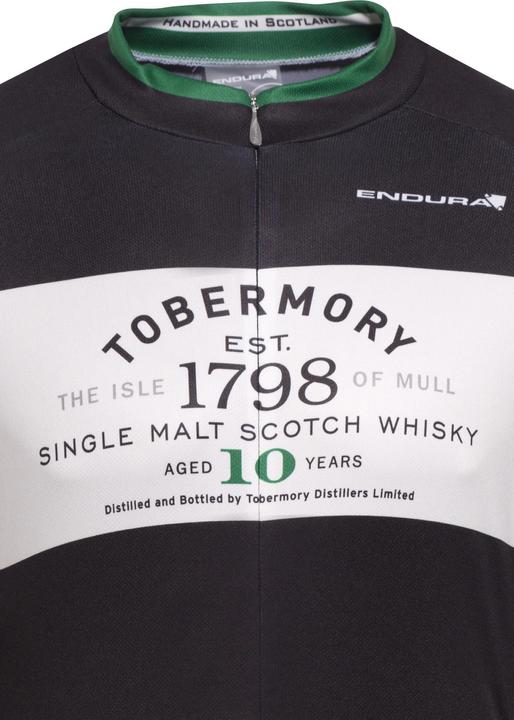 HANDMADE IN SCOTLAND
ENDURA
ENDURA
TOBERMORY
EST.
THE ISLE 1798 OF MULL
SINGLE MALT SCOTCH WHISKY
AGED 10 YEARS
Distilled and Bottled by Tobermory Distillers Limited